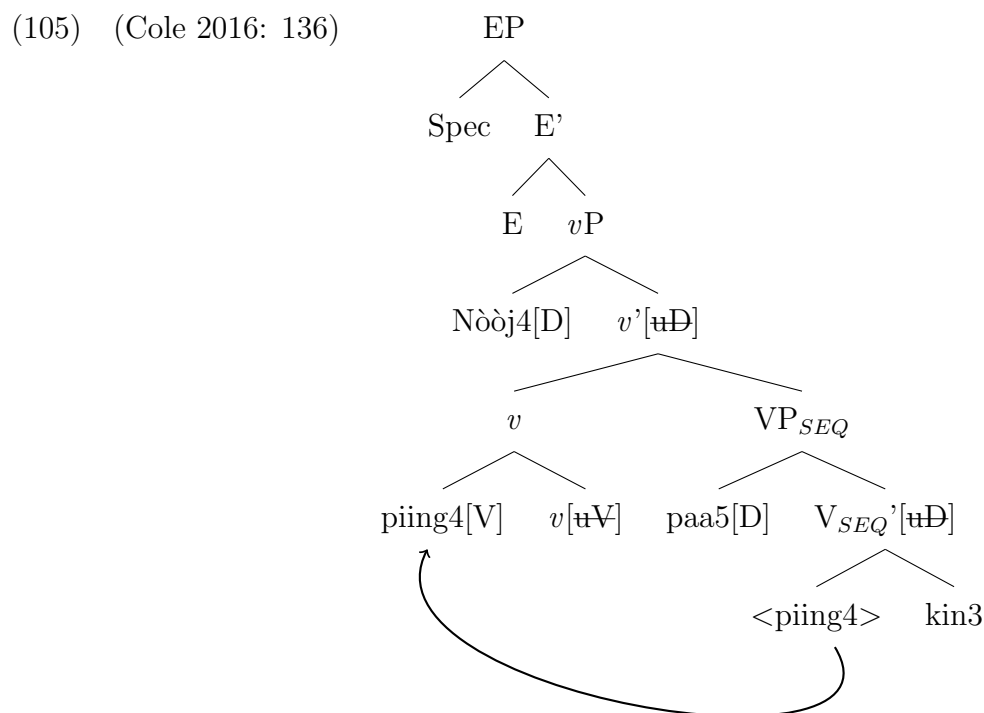 (105) (Cole 2016: 136) EP
Spec E'
E vP
Nòòj4[D] v'[uD]
v VP_SEQ
piing4[V] v[uV] paa5[D] V_SEQ'[uD]
<piing4> kin3